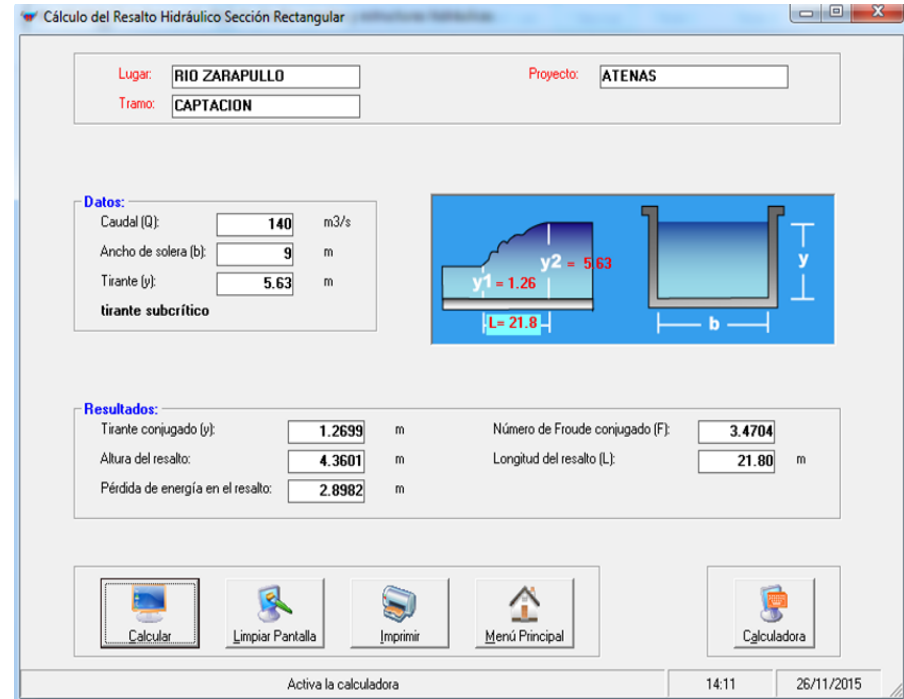 Cálculo del Resalto Hidráulico Sección Rectangular
Lugar: RIO ZARAPULLO Proyecto: ATENAS
Tramo: CAPTACION
Datos:
Caudal (Q): 140 m3/s
Ancho de solera (b): 9 m
Tirante (y): 5.63 m
tirante subcrítico
y2 = 5.63
y1 = 1.26
L= 21.8
y
b
Resultados:
Tirante conjugado (y): 1.2699 m Número de Froude conjugado (F): 3.4704
Altura del resalto: 4.3601 m Longitud del resalto (L): 21.80 m
Pérdida de energía en el resalto: 2.8982 m
Calcular Limpiar Pantalla Imprimir Menú Principal Calculadora
Activa la calculadora 14:11 26/11/2015